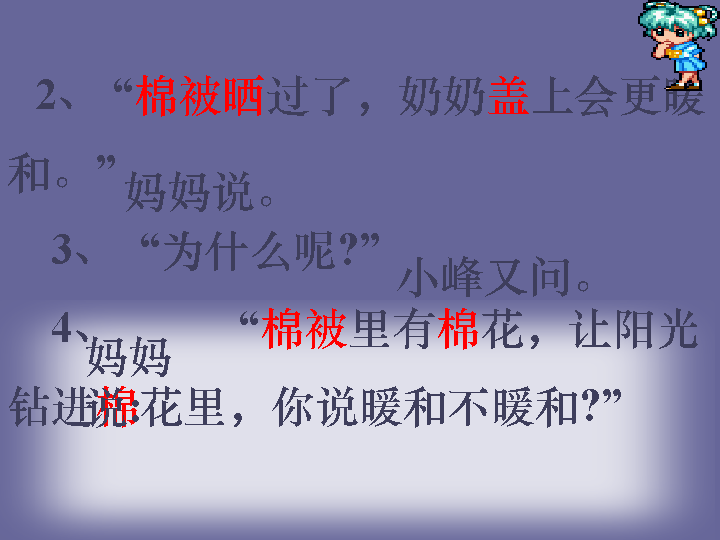 2、“棉被晒过了，奶奶盖上会更暖
和。”妈妈说。
3、“为什么呢?”小峰又问。
4、妈妈说:“棉被里有棉花，让阳光
钻进棉花里，你说暖和不暖和?”